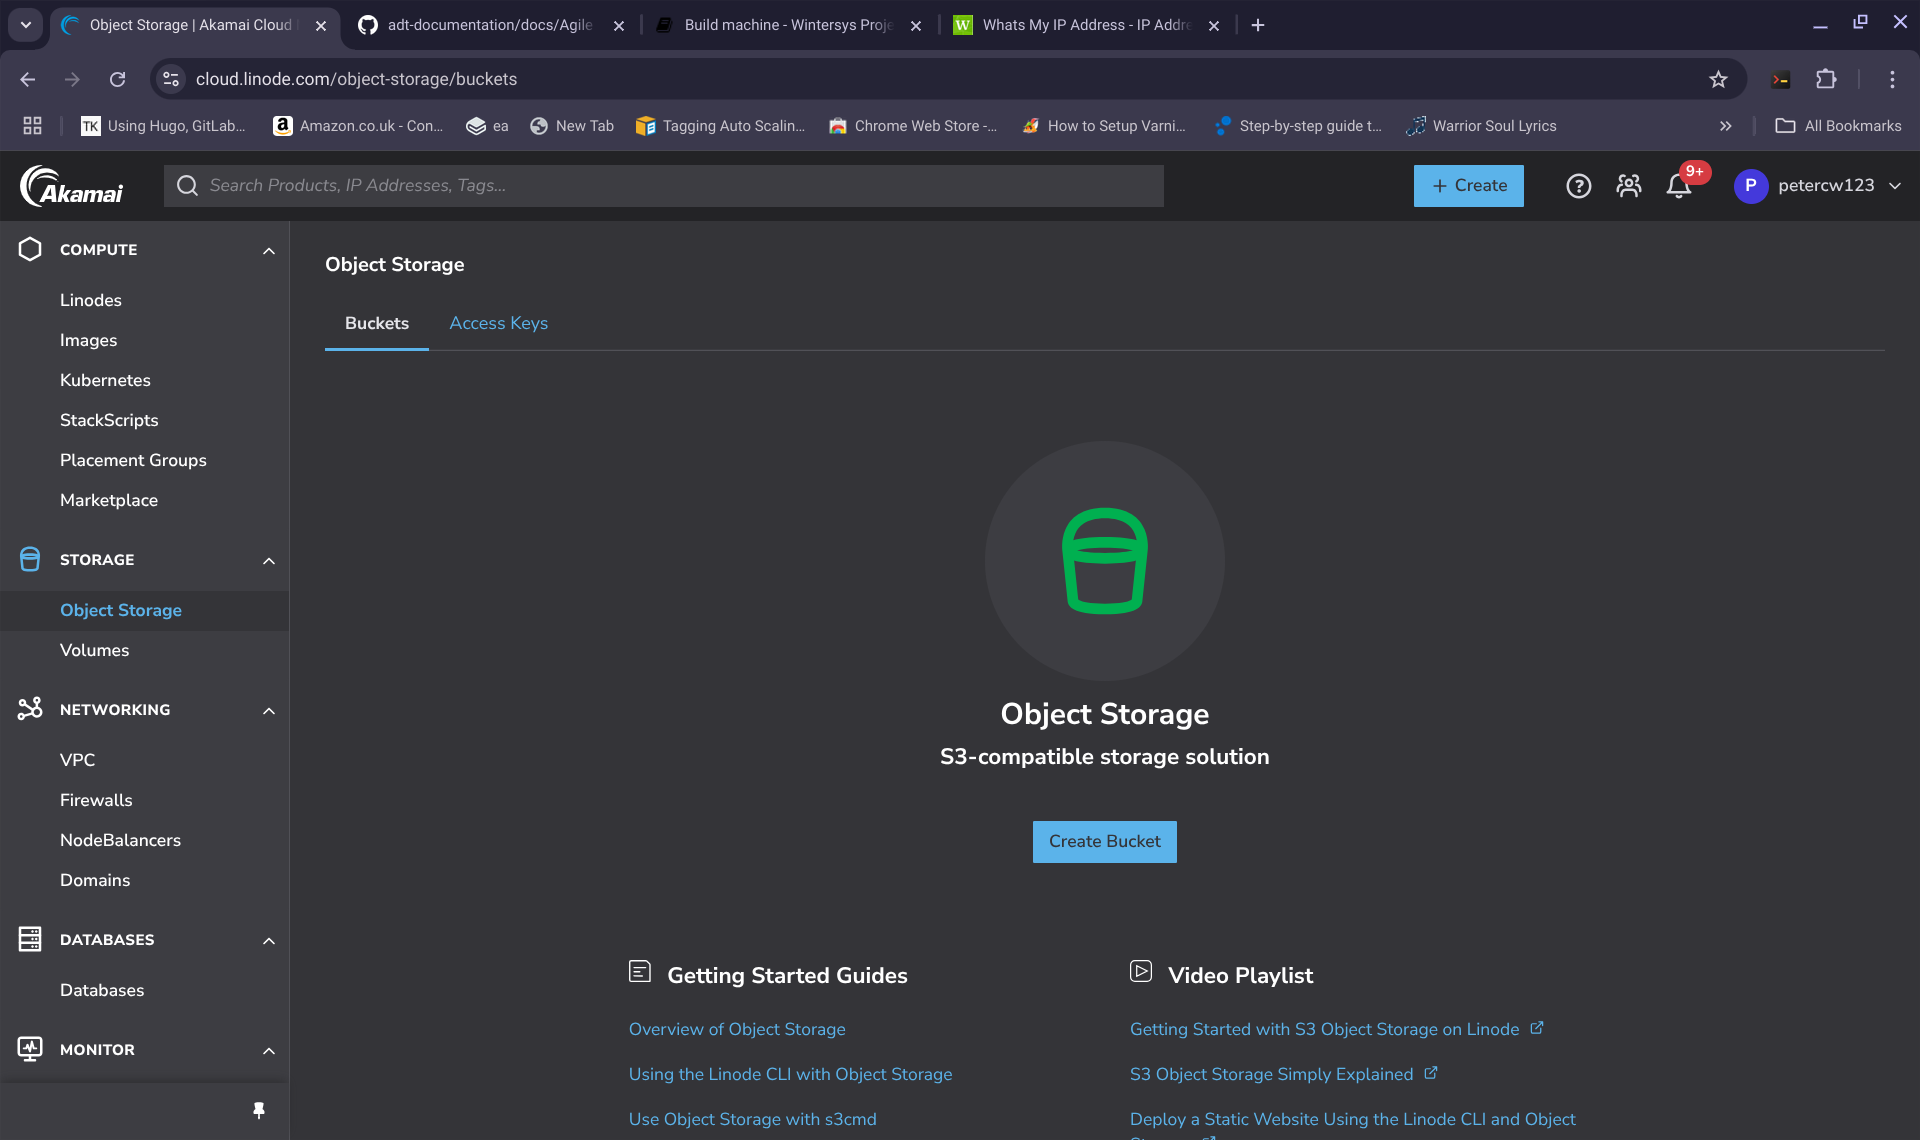 Object Storage | Akamai Cloud
adt-documentation/docs/Agile
Build machine - Wintersys Proje
Whats My IP Address - IP Addre
cloud.linode.com/object-storage/buckets
TK Using Hugo, GitLab...
Amazon.co.uk - Con...
ea
New Tab
Tagging Auto Scalin...
Chrome Web Store -...
How to Setup Varni...
Step-by-step guide t...
Warrior Soul Lyrics
All Bookmarks
Akamai
Search Products, IP Addresses, Tags...
+ Create
9+
P petercw123
COMPUTE
Linodes
Images
Kubernetes
StackScripts
Placement Groups
Marketplace
STORAGE
Object Storage
Volumes
NETWORKING
VPC
Firewalls
NodeBalancers
Domains
DATABASES
Databases
MONITOR
Object Storage
Buckets
Access Keys
Object Storage
S3-compatible storage solution
Create Bucket
Getting Started Guides
Overview of Object Storage
Using the Linode CLI with Object Storage
Use Object Storage with s3cmd
Video Playlist
Getting Started with S3 Object Storage on Linode
S3 Object Storage Simply Explained
Deploy a Static Website Using the Linode CLI and Object